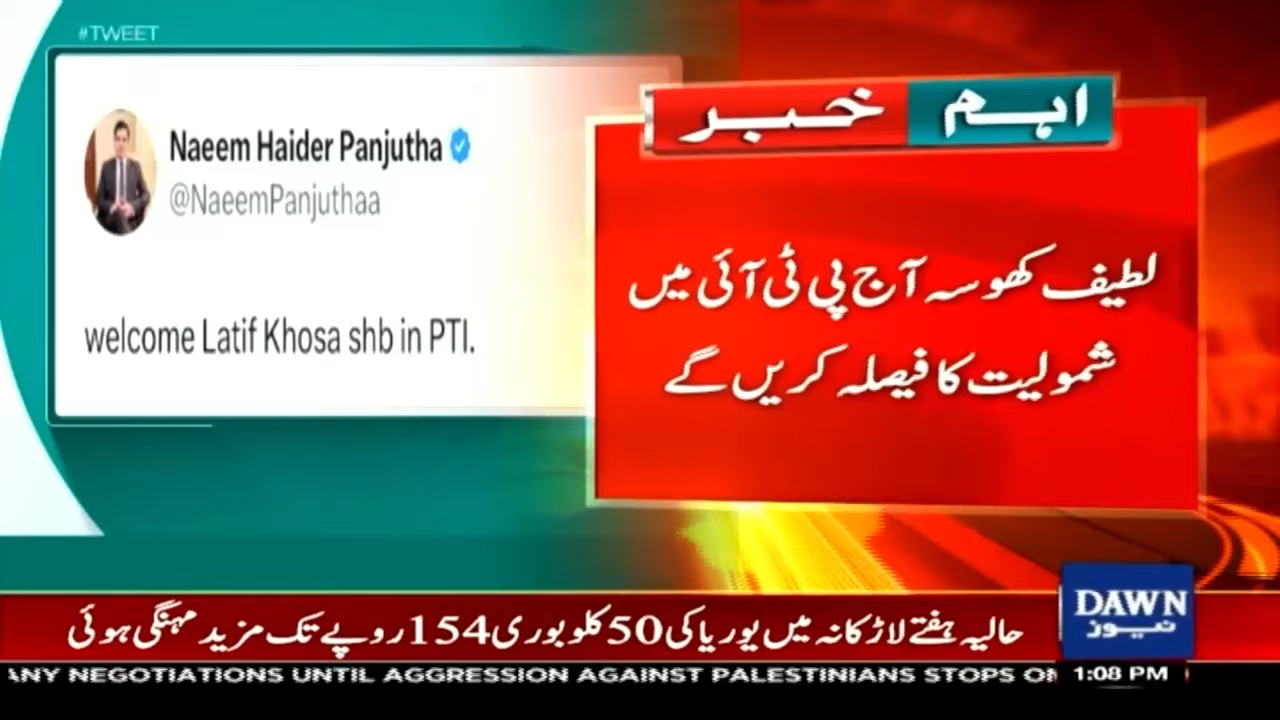 #TWEET
Naeem Haider Panjutha
@NaeemPanjuthaa
welcome Latif Khosa shb in PTI.
اہم خبر
لطیف کھوسہ آج پی ٹی آئی میں
شمولیت کا فیصلہ کریں گے
حالیہ ہفتے لاڑکانہ میں یوریا کی 50 کلو بوری 154 روپے تک مزید مہنگی ہوئی
DAWN
نیوز
NEGOTIATIONS UNTIL AGGRESSION AGAINST PALESTINIANS STOPS
1:08 PM